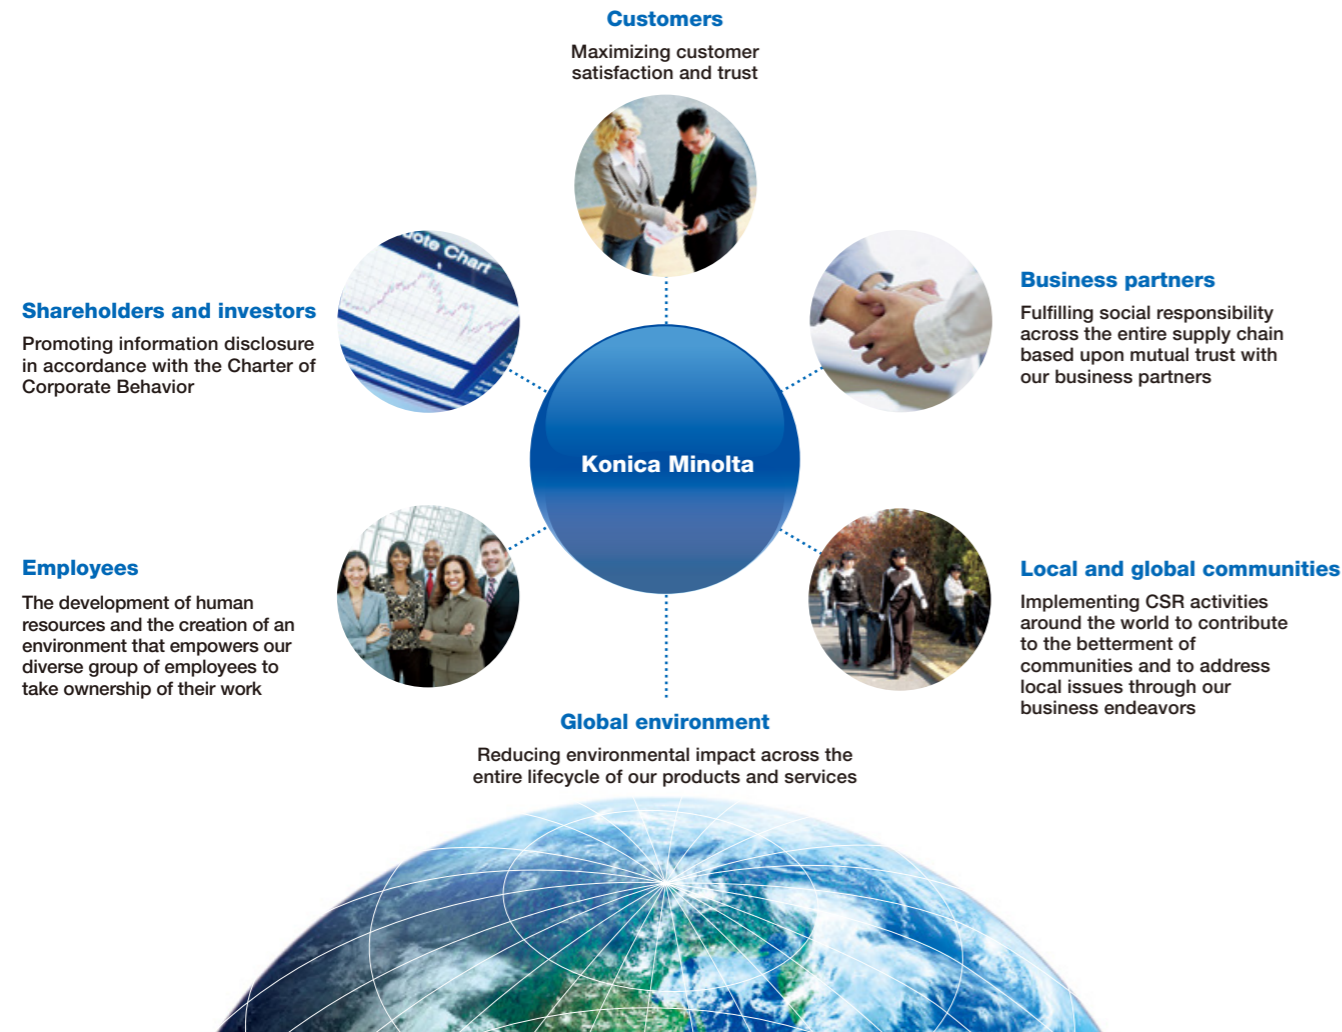 Customers
Maximizing customer
satisfaction and trust
uote Chart
Shareholders and investors
Promoting information disclosure
in accordance with the Charter of
Corporate Behavior
Business partners
Fulfilling social responsibility
across the entire supply chain
based upon mutual trust with
our business partners
Konica Minolta
Employees
The development of human
resources and the creation of an
environment that empowers our
diverse group of employees to
take ownership of their work
Local and global communities
Implementing CSR activities
around the world to contribute
to the betterment of
communities and to address
local issues through our
business endeavors
Global environment
Reducing environmental impact across the
entire lifecycle of our products and services